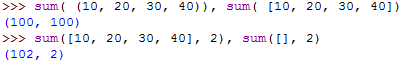 >>> sum( (10, 20, 30, 40)), sum( [10, 20, 30, 40])
(100, 100)
>>> sum([10, 20, 30, 40], 2), sum([], 2)
(102, 2)